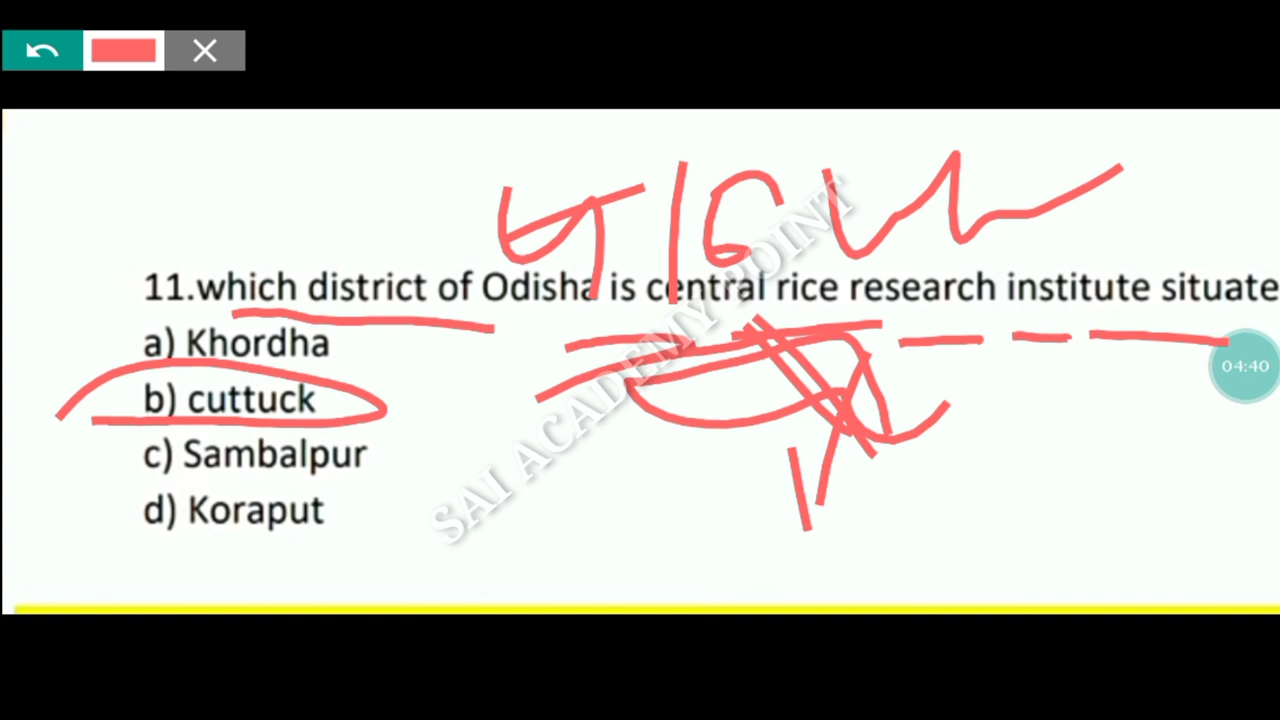 11.which district of Odisha is central rice research institute situate
a) Khordha
b) cuttuck
c) Sambalpur
d) Koraput
04:40
SAI ACADEMY POINT